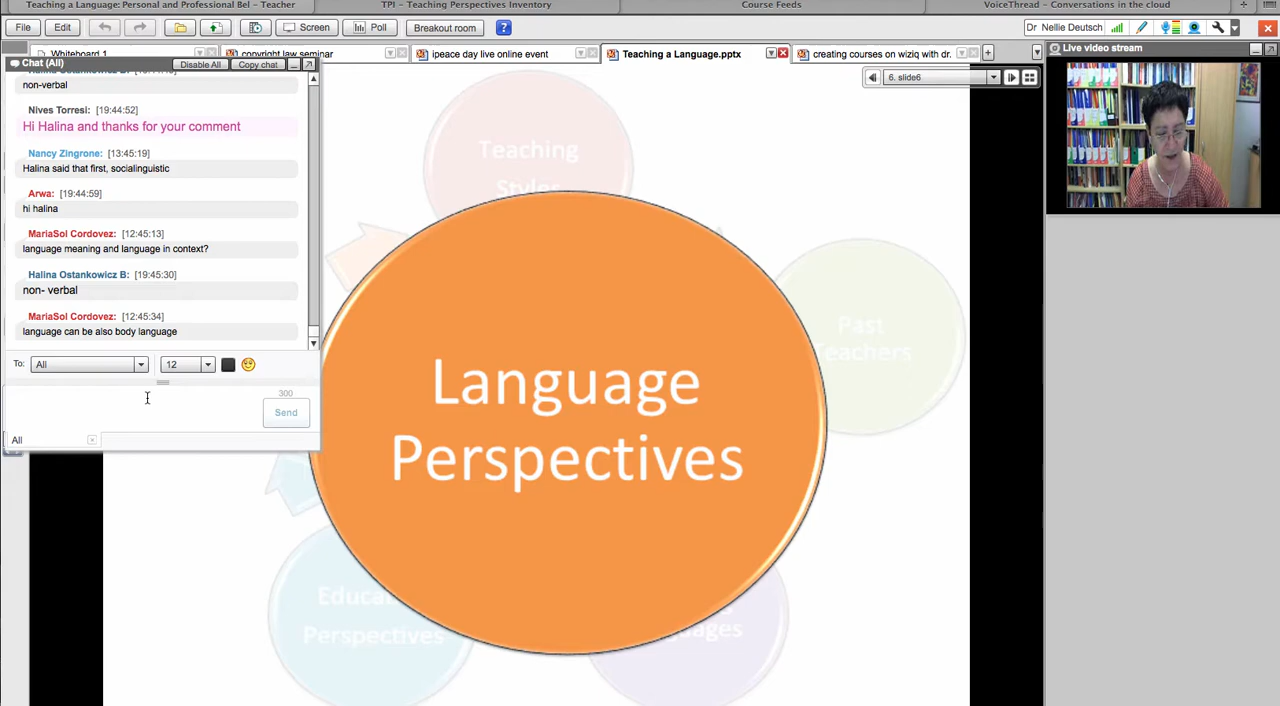 Teaching a Language: Personal and Professional Bel – Teacher
TPI – Teaching Perspectives Inventory
Course Feeds
VoiceThread – Conversations in the cloud
File
Edit
Screen
Poll
Breakout room
?
Dr Nellie Deutsch
Whiteboard 1
copyright law seminar
ipeace day live online event
Teaching a Language.pptx
creating courses on wiziq with dr.
Chat (All)
Disable All
Copy chat
Live video stream
6. slide6
Halina Ostankowicz B:
non-verbal
Nives Torresi: [19:44:52]
Hi Halina and thanks for your comment
Nancy Zingrone: [13:45:19]
Halina said that first, socialinguistic
Arwa: [19:44:59]
hi halina
MariaSol Cordovez: [12:45:13]
language meaning and language in context?
Halina Ostankowicz B: [19:45:30]
non- verbal
MariaSol Cordovez: [12:45:34]
language can be also body language
To: All 12
300
Send
All
Teaching
Styles
Past
Teachers
Language
Perspectives
Perspectives